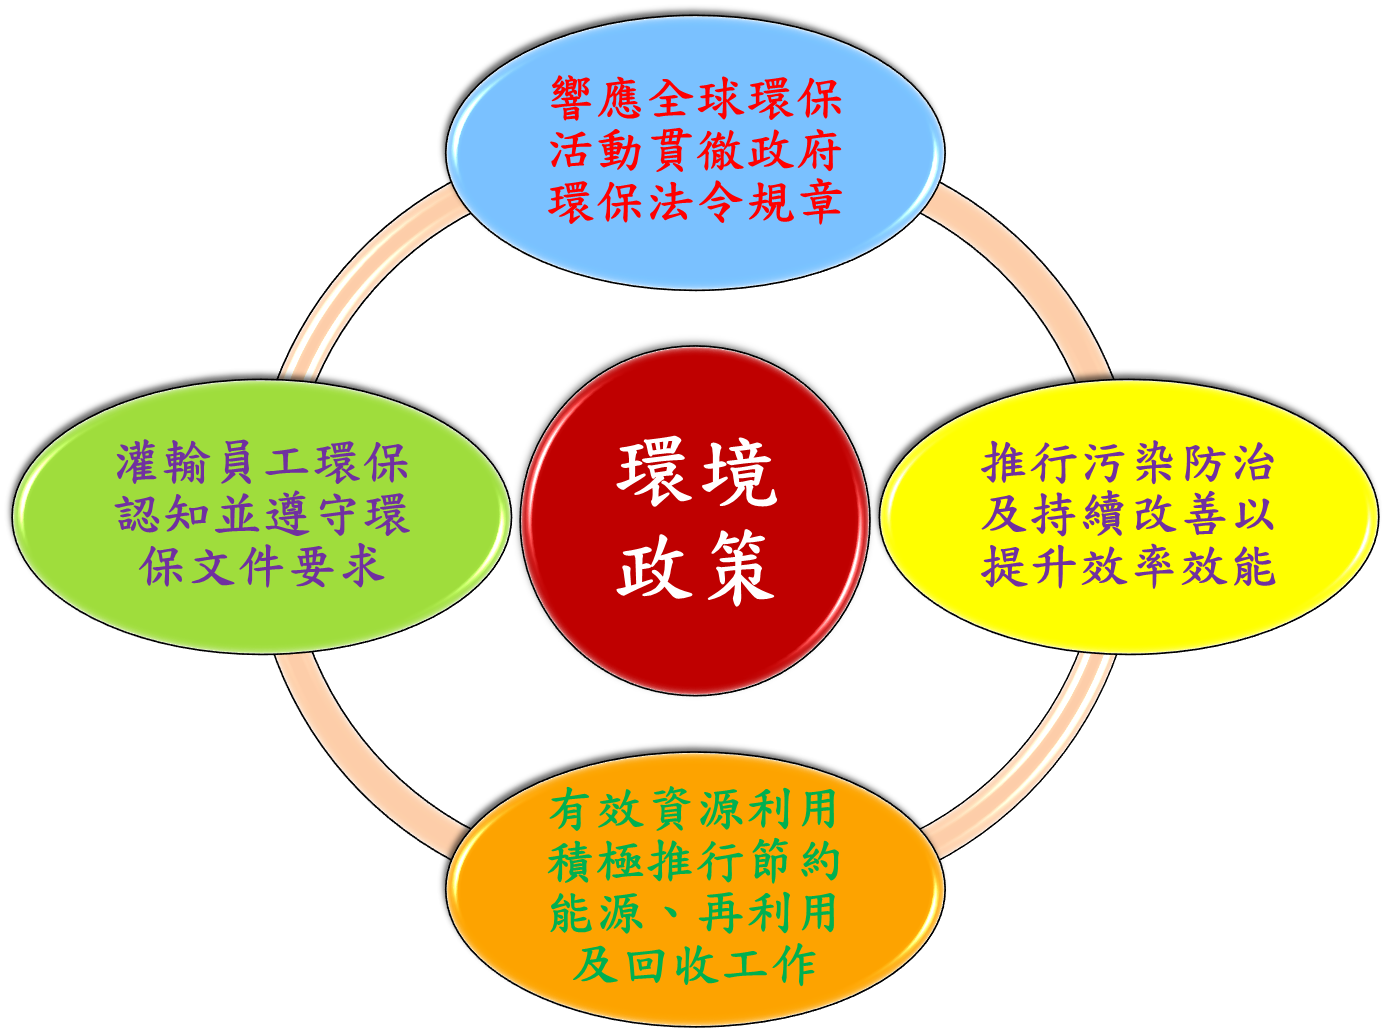 響應全球環保
活動貫徹政府
環保法令規章
灌輸員工環保
認知並遵守環
保文件要求
環境
政策
推行污染防治
及持續改善以
提升效率效能
有效資源利用
積極推行節約
能源、再利用
及回收工作